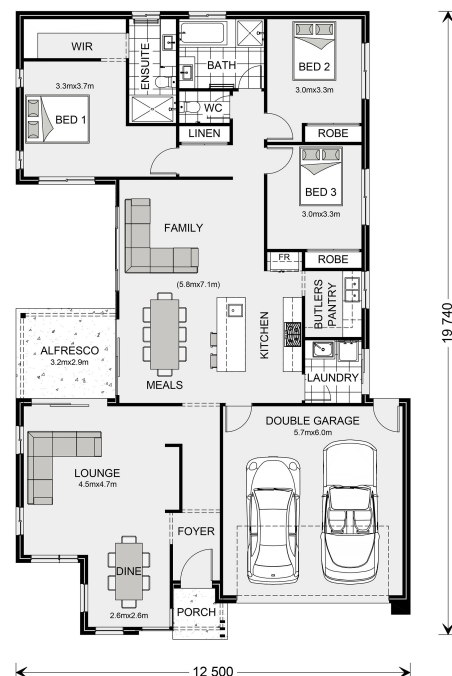 WIR
ENSUITE
BATH
BED 2
3.0mx3.3m
3.3mx3.7m
BED 1
WC
LINEN
ROBE
BED 3
3.0mx3.3m
FAMILY
FR
ROBE
(5.8mx7.1m)
BUTLERS
PANTRY
KITCHEN
ALFRESCO
3.2mx2.9m
MEALS
LAUNDRY
DOUBLE GARAGE
5.7mx6.0m
LOUNGE
4.5mx4.7m
FOYER
DINE
2.6mx2.6m
PORCH
19 740
12 500